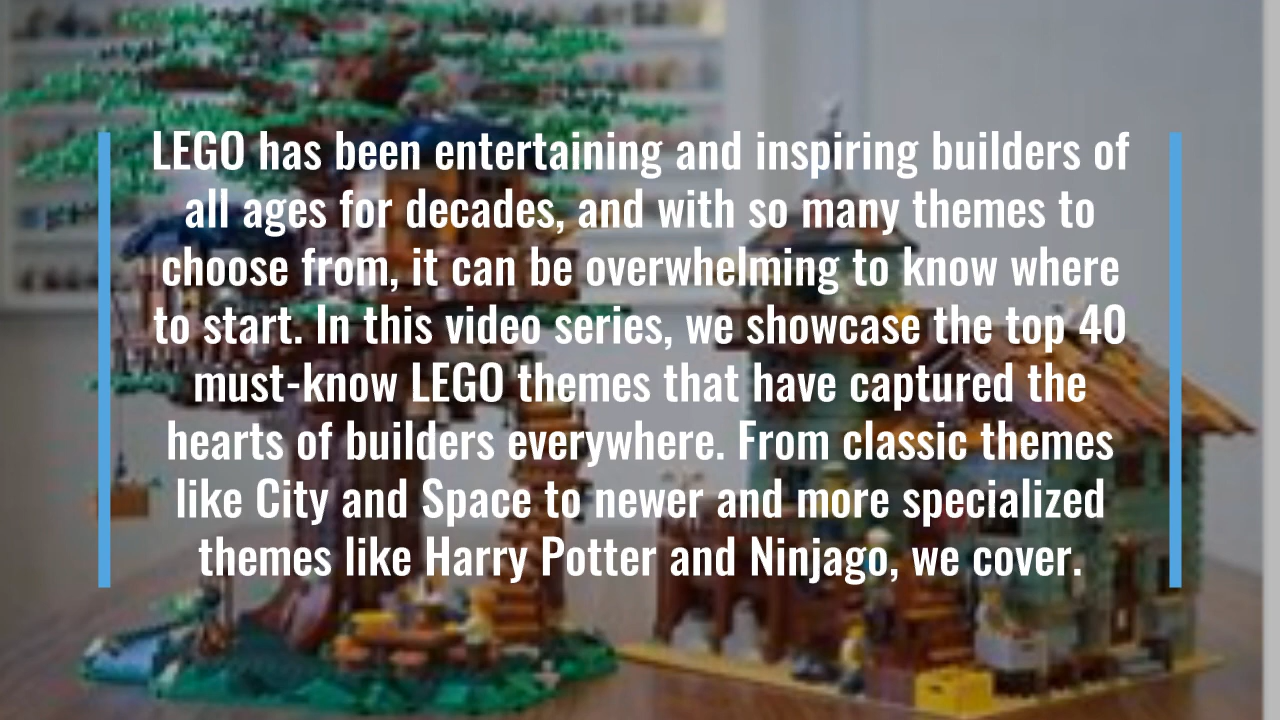 LEGO has been entertaining and inspiring builders of
all ages for decades, and with so many themes to
choose from, it can be overwhelming to know where
to start. In this video series, we showcase the top 40
must-know LEGO themes that have captured the
hearts of builders everywhere. From classic themes
like City and Space to newer and more specialized
themes like Harry Potter and Ninjago, we cover.